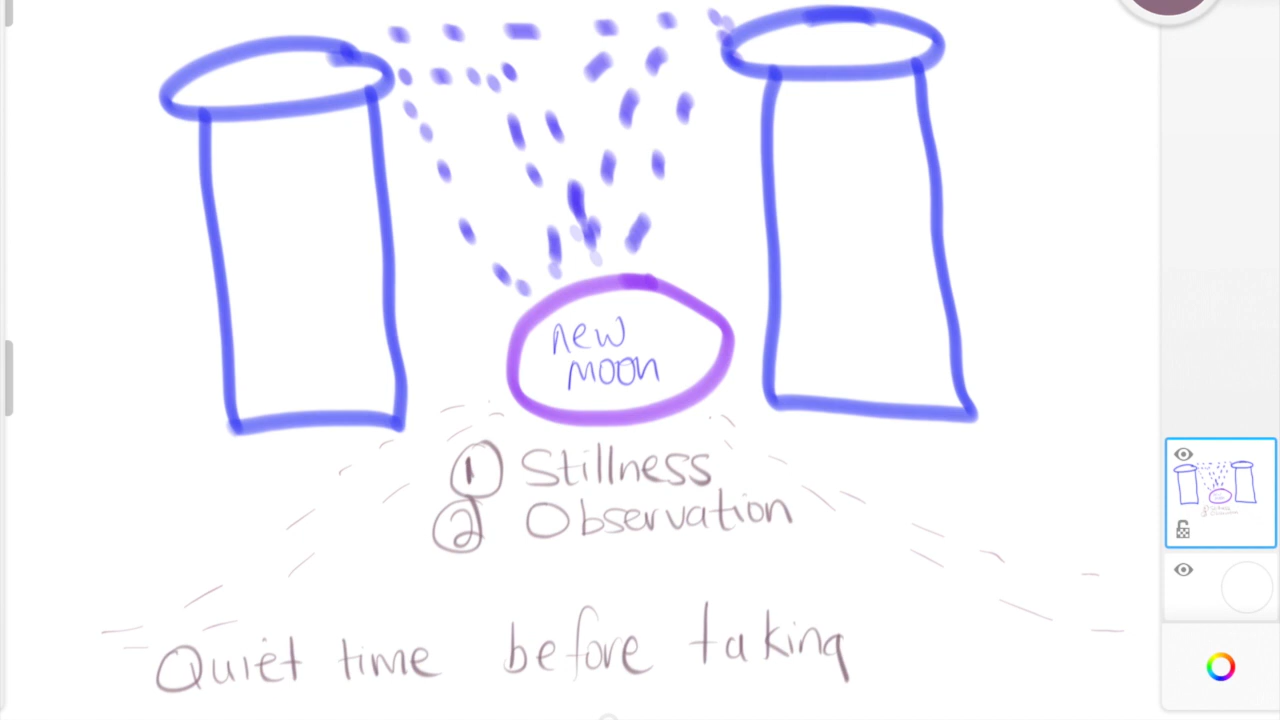 new
moon
① Stillness
② Observation
Quiet time before taking